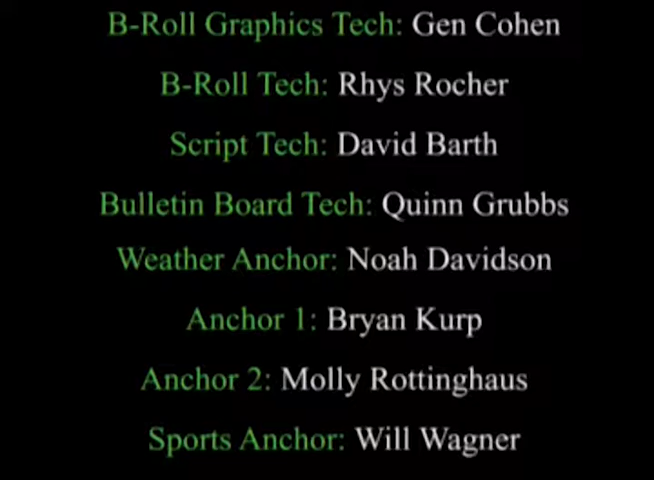 B-Roll Graphics Tech: Gen Cohen
B-Roll Tech: Rhys Rocher
Script Tech: David Barth
Bulletin Board Tech: Quinn Grubbs
Weather Anchor: Noah Davidson
Anchor 1: Bryan Kurp
Anchor 2: Molly Rottinghaus
Sports Anchor: Will Wagner